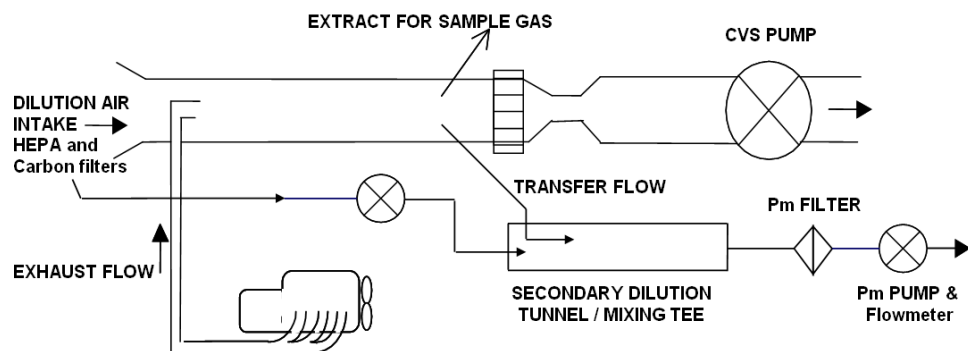 EXTRACT FOR SAMPLE GAS
CVS PUMP
DILUTION AIR
INTAKE
HEPA and
Carbon filters
TRANSFER FLOW
Pm FILTER
EXHAUST FLOW
SECONDARY DILUTION
TUNNEL / MIXING TEE
Pm PUMP &
Flowmeter